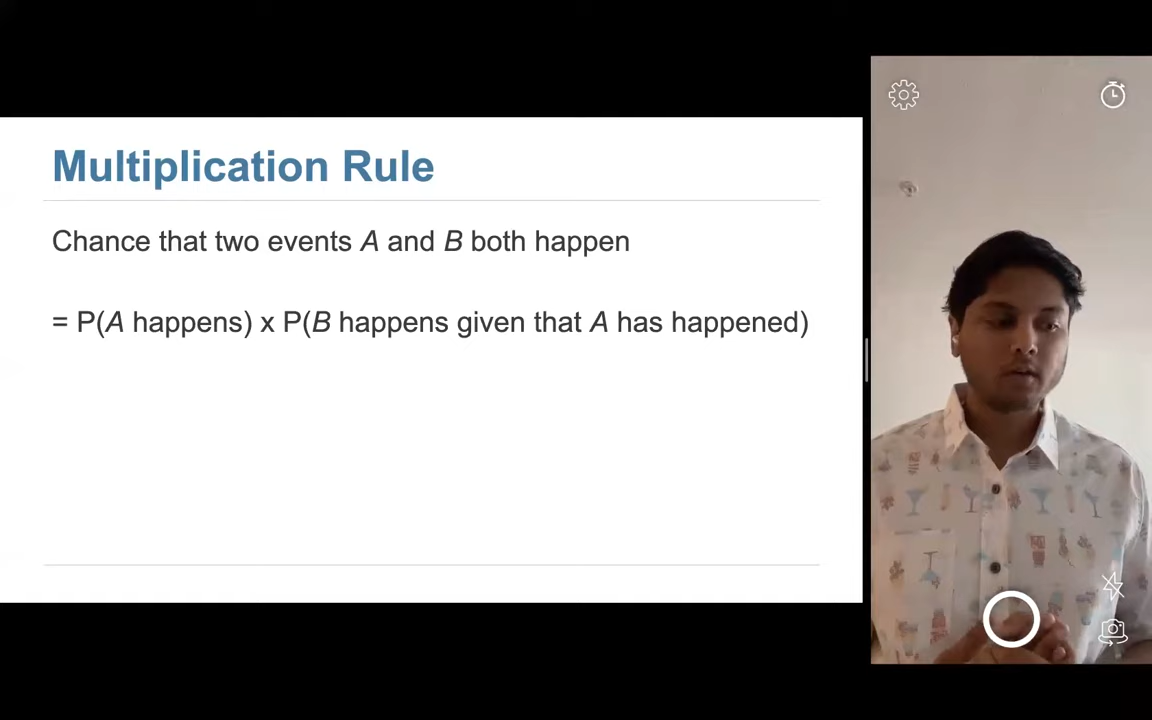 Multiplication Rule
Chance that two events A and B both happen
= P(A happens) x P(B happens given that A has happened)